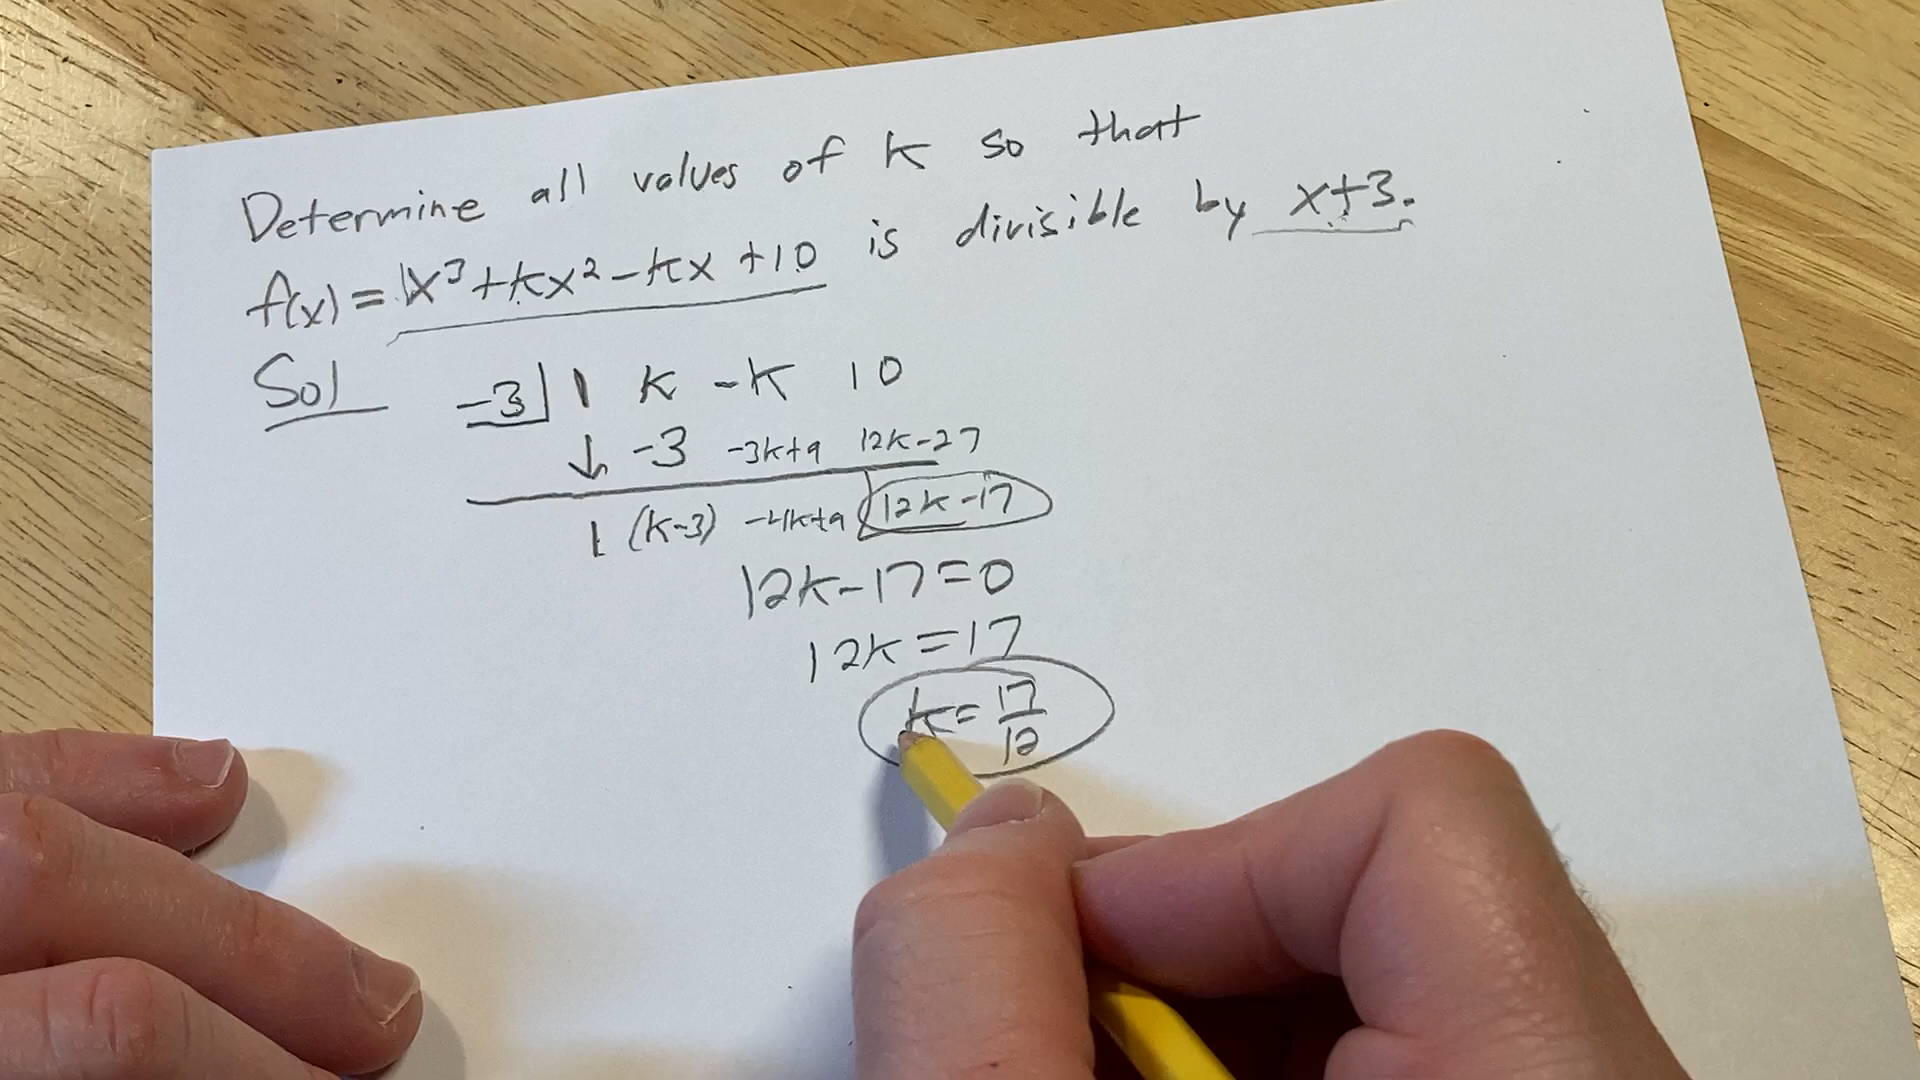 Determine all values of k so that
f(x) = 1x³+kx²-kx+10 is divisible by x+3.
Sol
-3| 1 k -k 10
↓ -3 -3k+9 12k-27
1 (k-3) -4k+9 12k-17
12k-17=0
12k=17
k=17/12